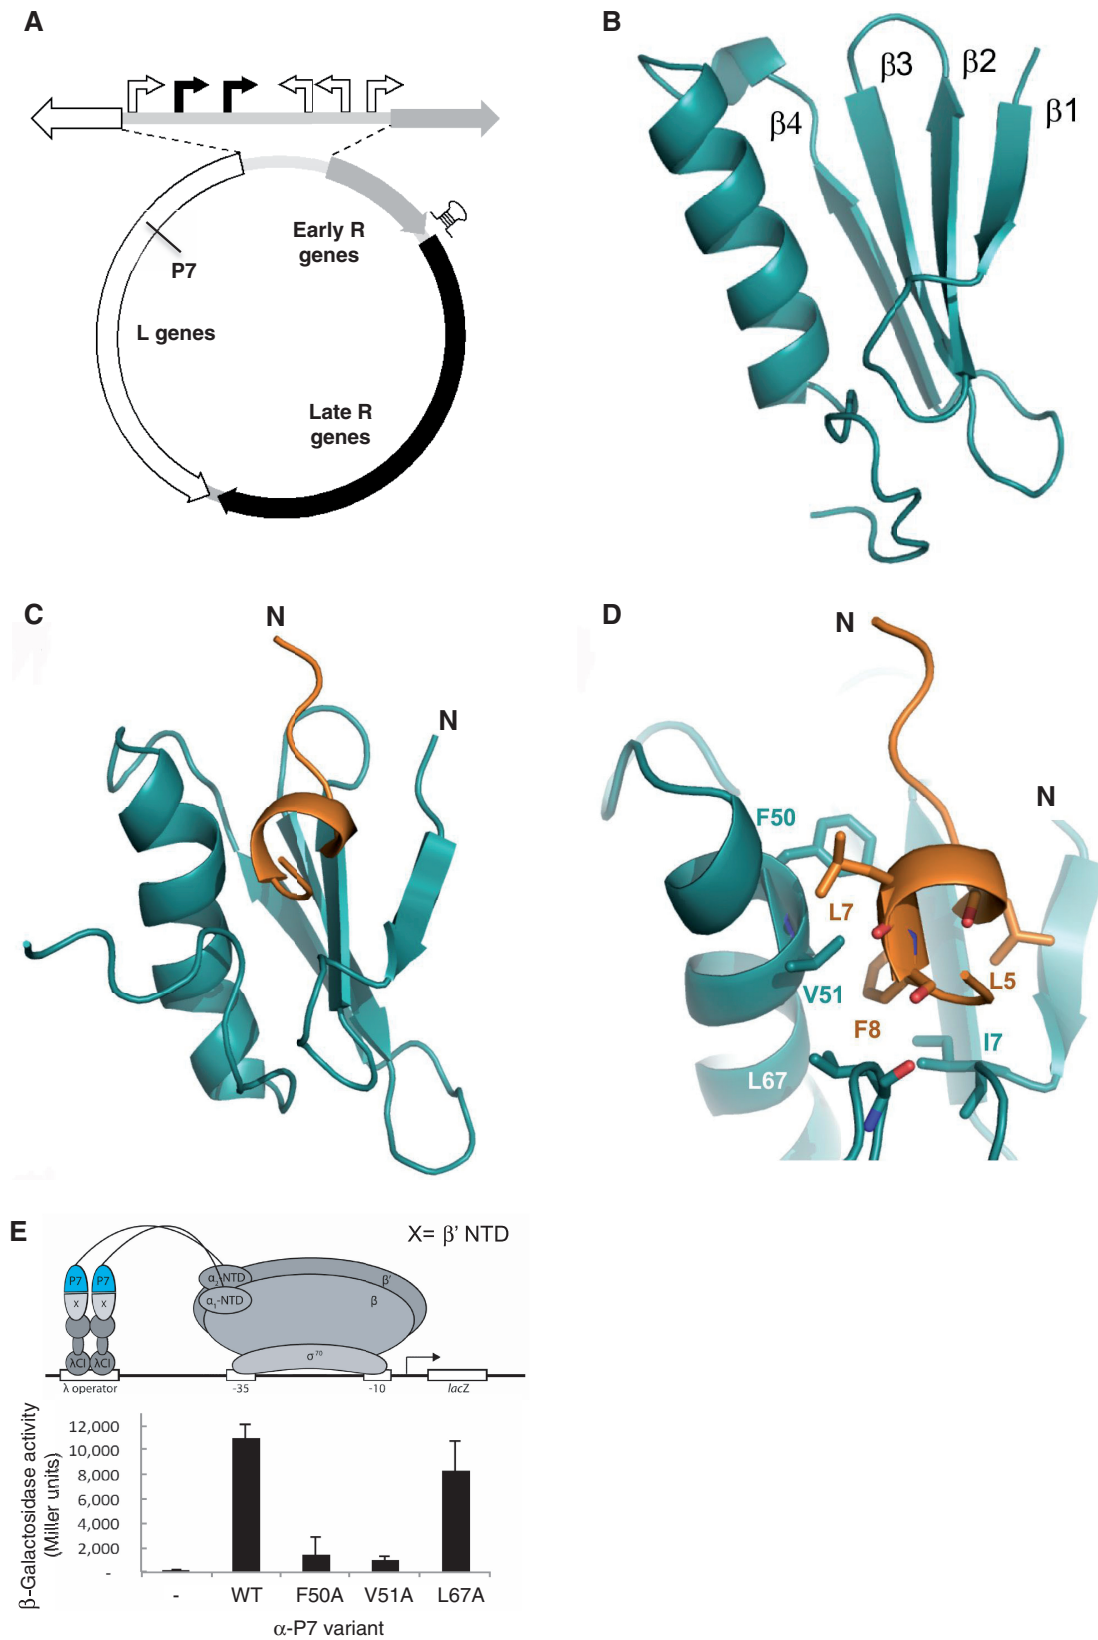 A
P7
Early R
genes
L genes
Late R
genes
B
β4
β3
β2
β1
C
N
N
D
N
N
F50
L7
V51
L5
F8
I7
L67
E
X= β' NTD
P7
P7
X
X
λCI
λCI
λ operator
α2-NTD
α1-NTD
β'
β
σ70
-35
-10
lacZ
β-Galactosidase activity
(Miller units)
12,000
10,000
8,000
6,000
4,000
2,000
-
-
WT
F50A
V51A
L67A
α-P7 variant